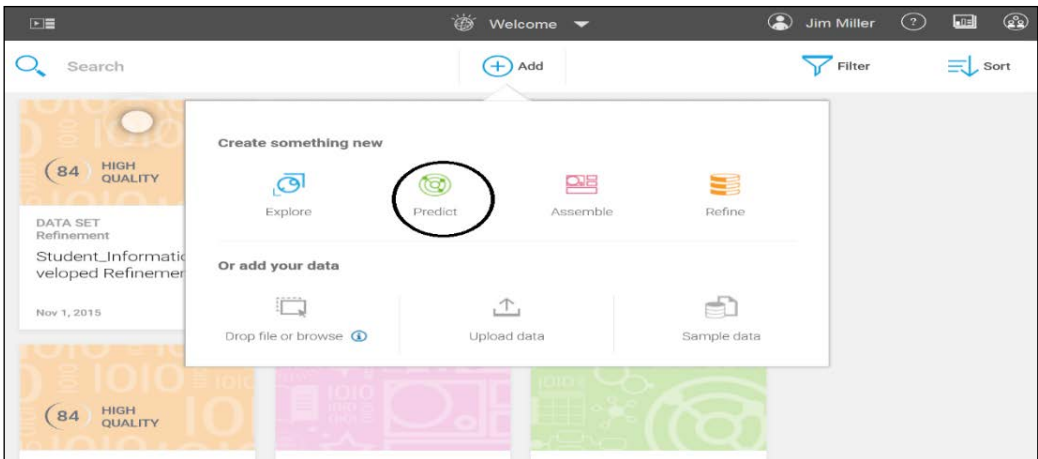 Welcome
Jim Miller
?
Search
Add
Filter
Sort
84 HIGH QUALITY
DATA SET
Refinement
Student_Informatic
veloped Refinemer
Nov 1, 2015
Create something new
Explore
Predict
Assemble
Refine
Or add your data
Drop file or browse
Upload data
Sample data
84 HIGH QUALITY